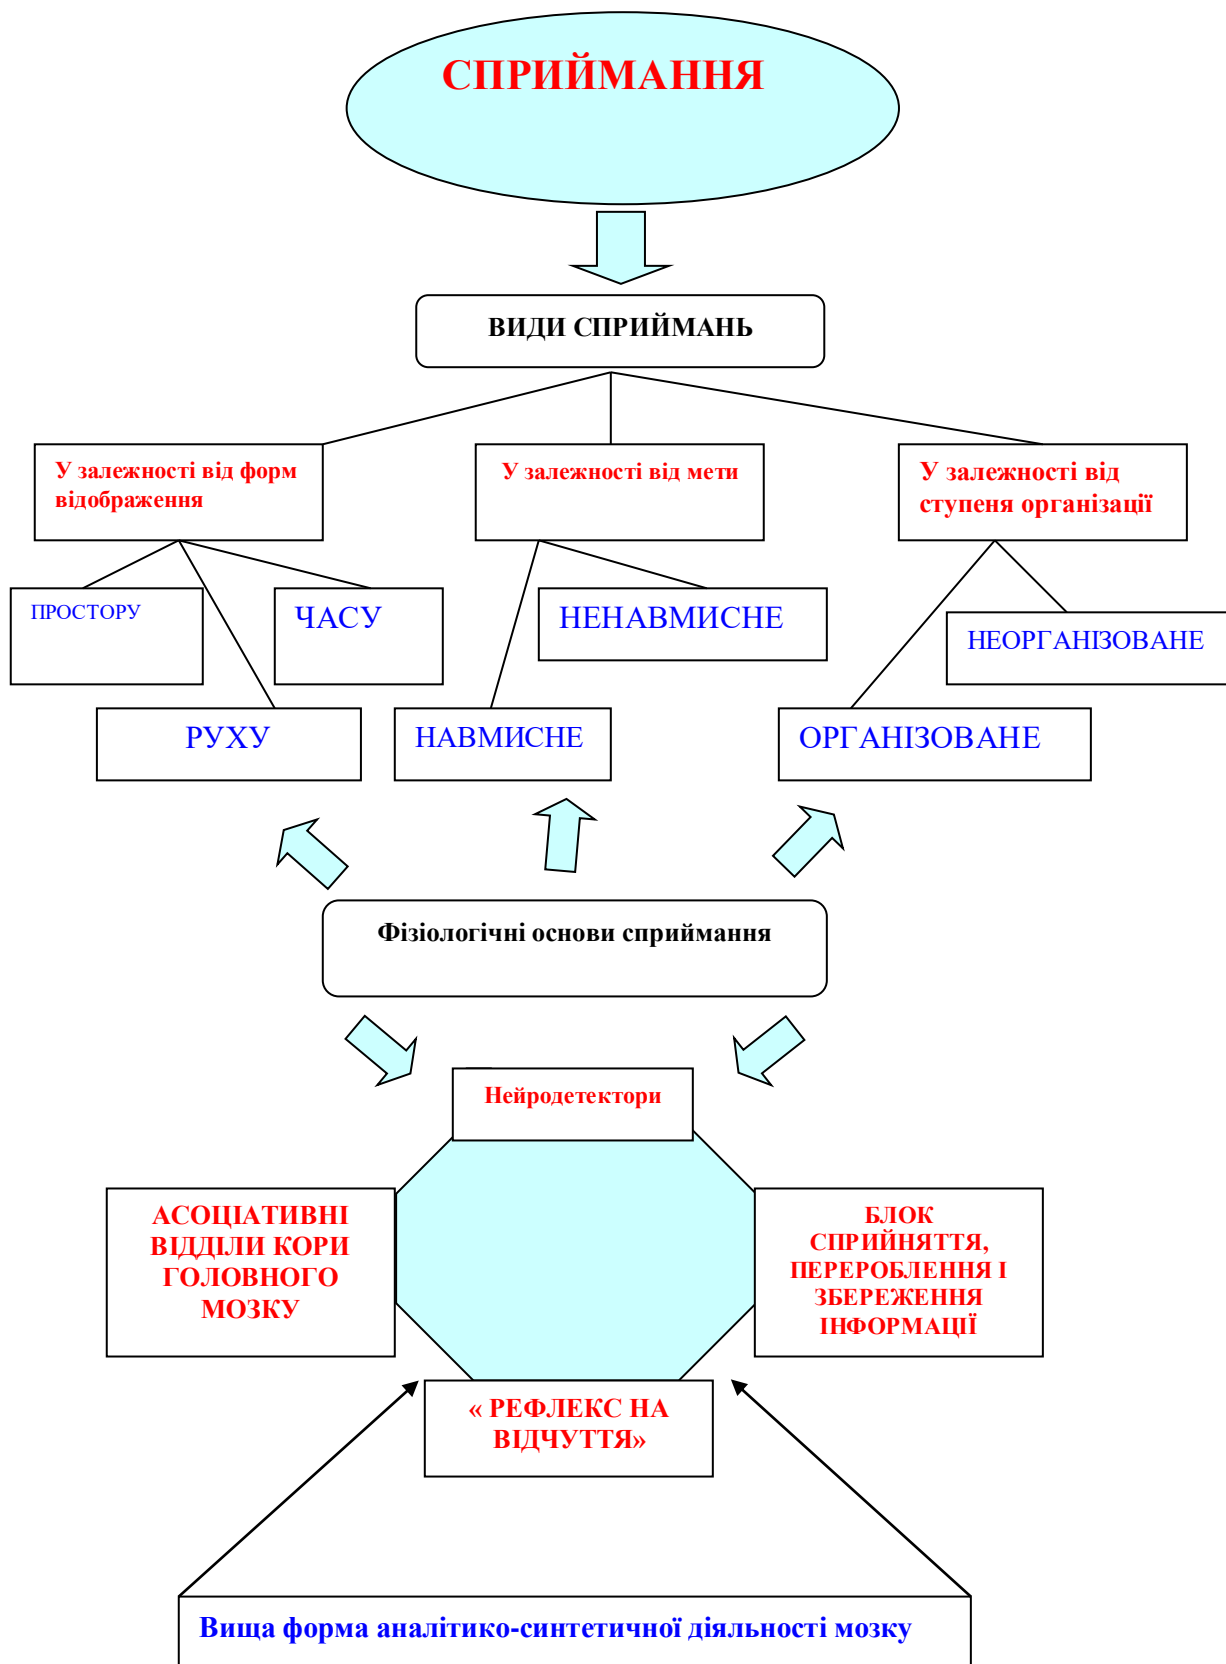 СПРИЙМАННЯ
ВИДИ СПРИЙМАНЬ
У залежності від форм
відображення
У залежності від мети
У залежності від
ступеня організації
ПРОСТОРУ
ЧАСУ
НЕНАВМИСНЕ
НЕОРГАНІЗОВАНЕ
РУХУ
НАВМИСНЕ
ОРГАНІЗОВАНЕ
Фізіологічні основи сприймання
Нейродетектори
АСОЦІАТИВНІ
ВІДДІЛИ КОРИ
ГОЛОВНОГО
МОЗКУ
БЛОК
СПРИЙНЯТТЯ,
ПЕРЕРОБЛЕННЯ І
ЗБЕРЕЖЕННЯ
ІНФОРМАЦІЇ
« РЕФЛЕКС НА
ВІДЧУТТЯ»
Вища форма аналітико-синтетичної діяльності мозку